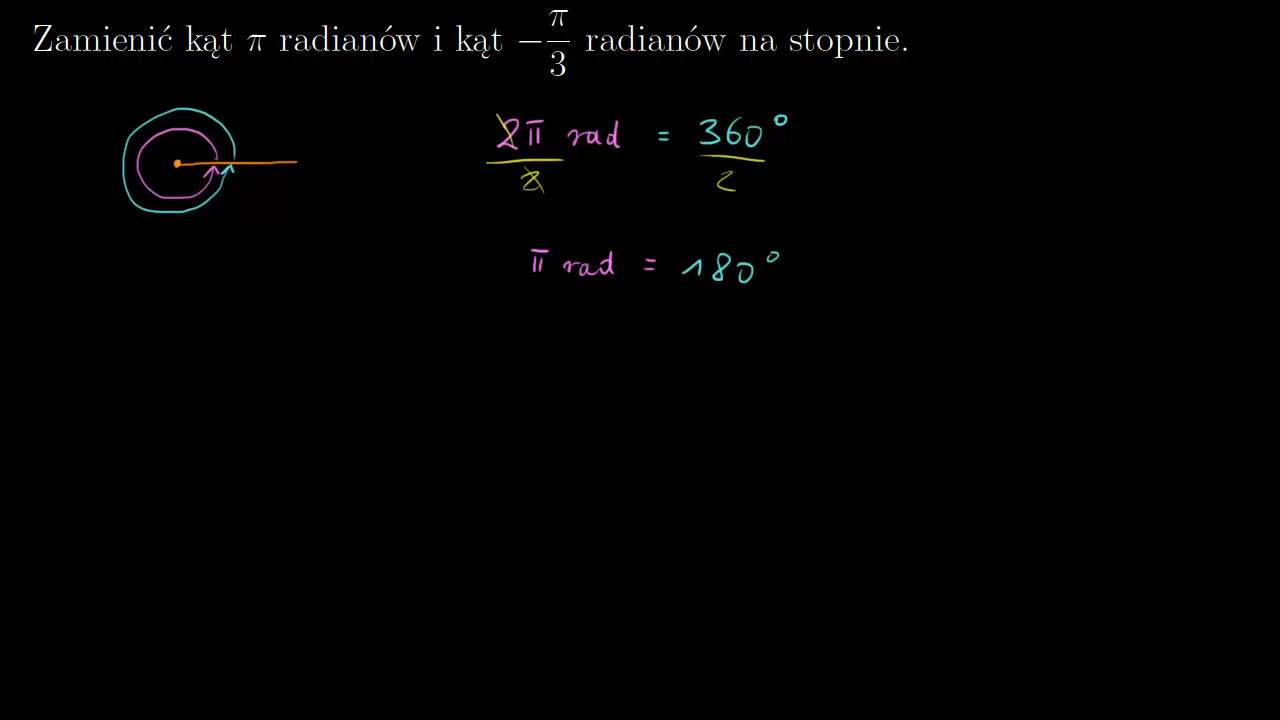 Zamienić kąt π radianów i kąt −π/3 radianów na stopnie.
2π rad = 360°
2 2
π rad = 180°